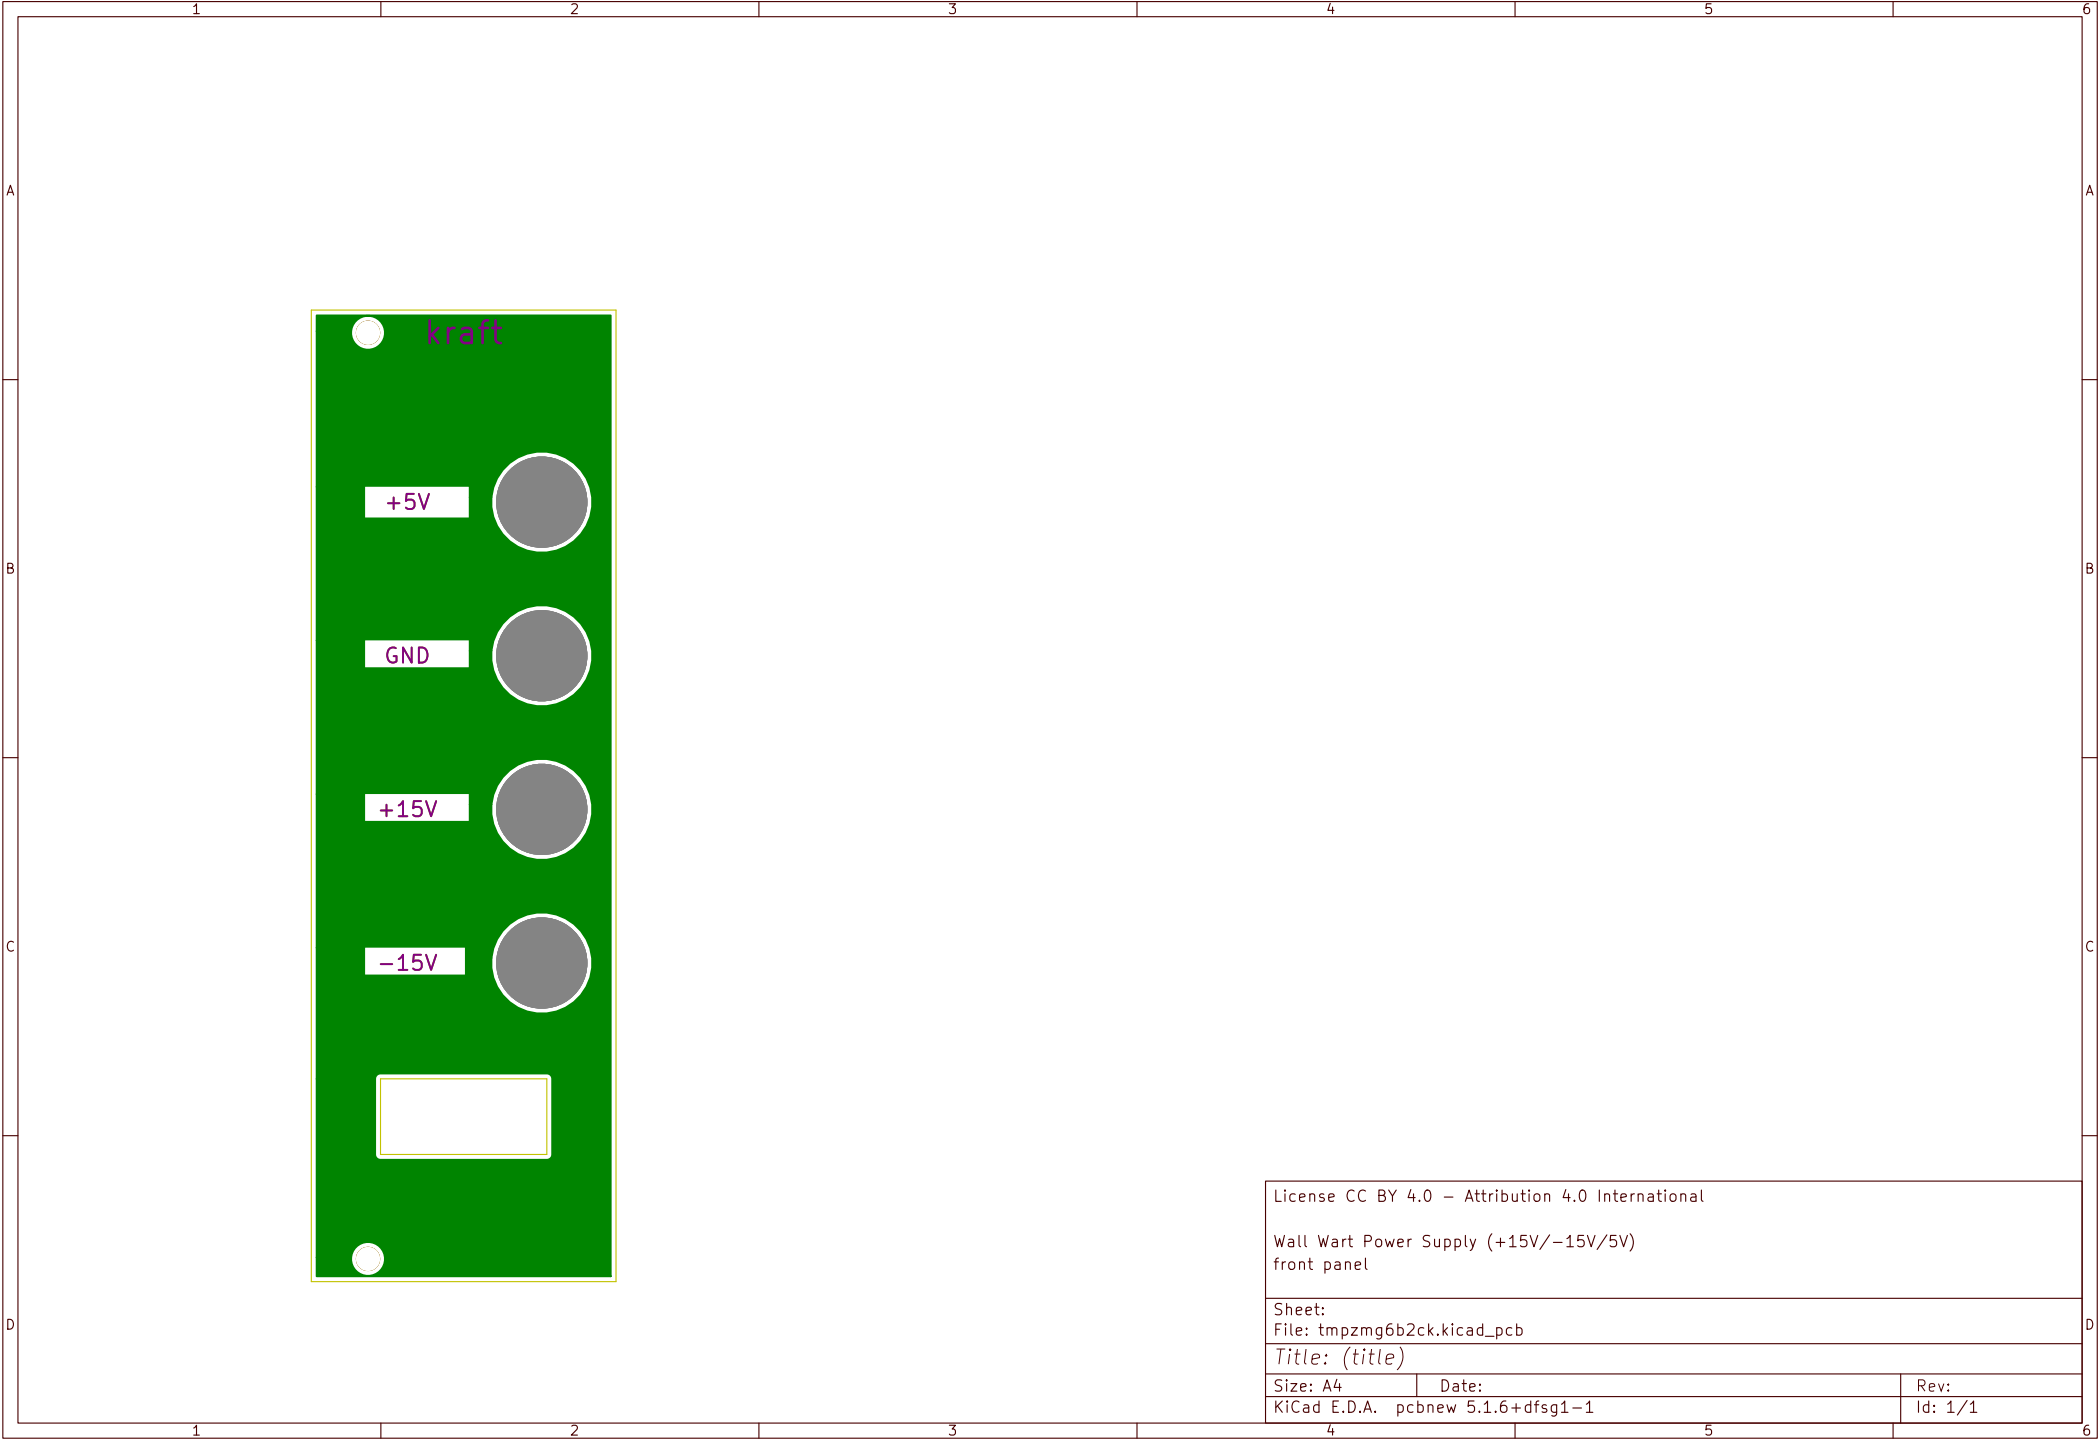 1 2 3 4 5 6
A A
kraft
+5V
B B
GND
+15V
C C
-15V
License CC BY 4.0 - Attribution 4.0 International
Wall Wart Power Supply (+15V/-15V/5V)
front panel
Sheet:
File: tmpzmg6b2ck.kicad_pcb
D D
Title: (title)
Size: A4 Date: Rev:
KiCad E.D.A. pcbnew 5.1.6+dfsg1-1 Id: 1/1
1 2 3 4 5 6